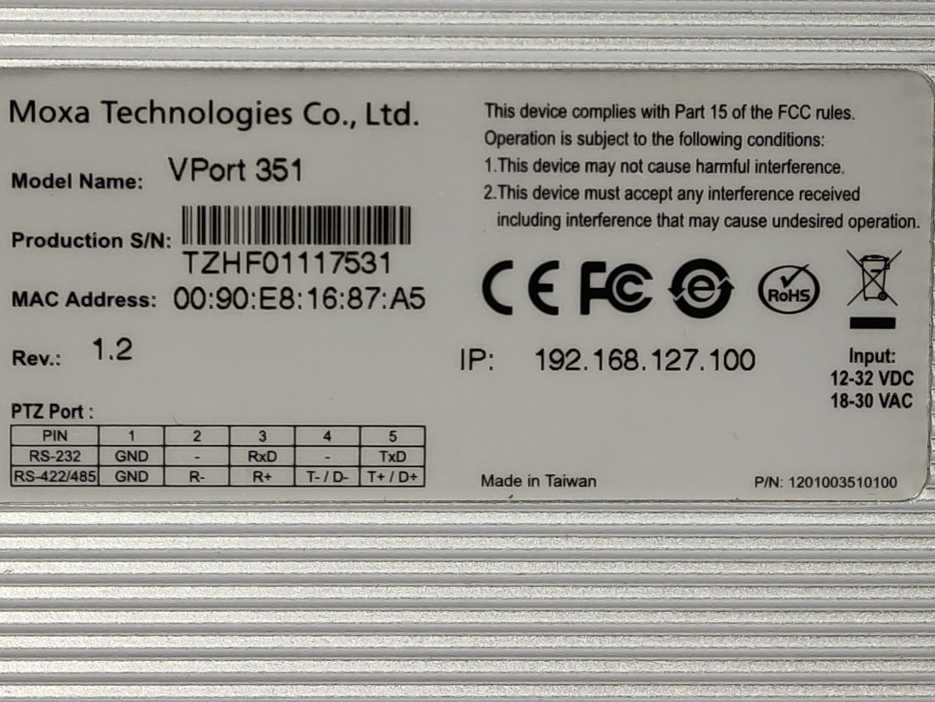 Moxa Technologies Co., Ltd.
Model Name: VPort 351
Production S/N:
TZHF01117531
MAC Address: 00:90:E8:16:87:A5
Rev.: 1.2
PTZ Port :
PIN 1 2 3 4 5
RS-232 GND - RxD - TxD
RS-422/485 GND R- R+ T- / D- T+ / D+
This device complies with Part 15 of the FCC rules.
Operation is subject to the following conditions:
1.This device may not cause harmful interference.
2.This device must accept any interference received
including interference that may cause undesired operation.
CE FC e RoHS
IP: 192.168.127.100
Input:
12-32 VDC
18-30 VAC
Made in Taiwan
P/N: 1201003510100